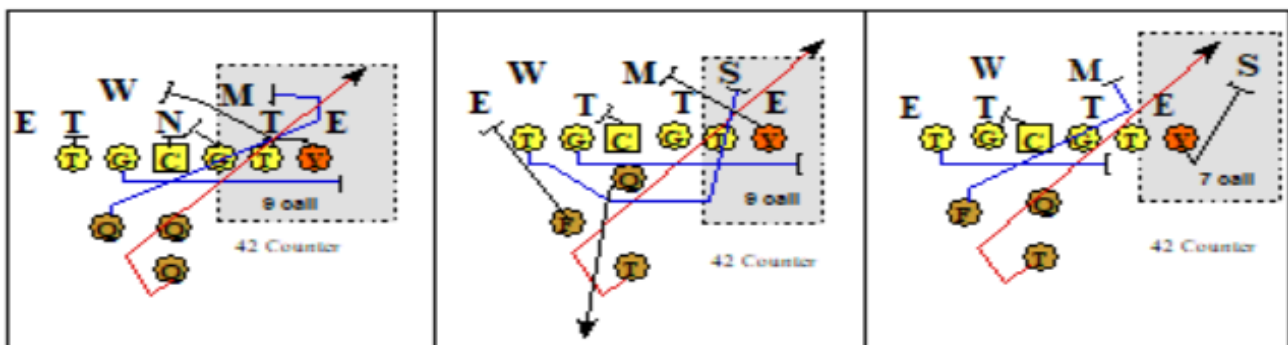 W M
E T N T E
T G C G T Y
9 call
Q Q
42 Counter
Q
W M S
E T T E
T G C G T Y
Q
9 call
F
T
42 Counter
W M S
E T T E
T G C G T Y
7 call
F Q
42 Counter
T